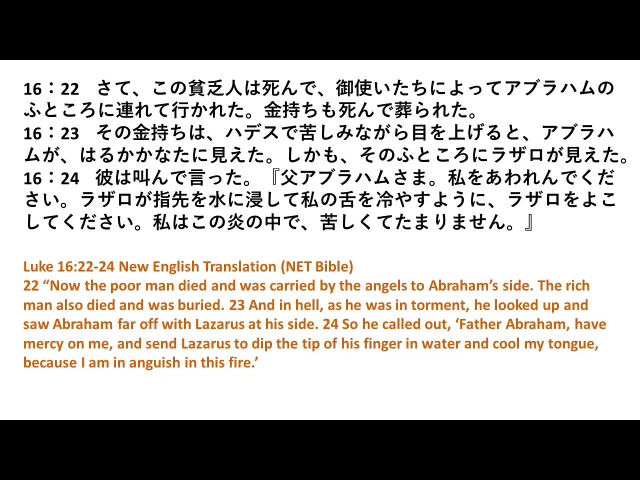 16：22　さて、この貧乏人は死んで、御使いたちによってアブラハムの
ふところに連れて行かれた。金持ちも死んで葬られた。
16：23　その金持ちは、ハデスで苦しみながら目を上げると、アブラハ
ムが、はるかかなたに見えた。しかも、そのふところにラザロが見えた。
16：24　彼は叫んで言った。『父アブラハムさま。私をあわれんでくだ
さい。ラザロが指先を水に浸して私の舌を冷やすように、ラザロをよこ
してください。私はこの炎の中で、苦しくてたまりません。』
Luke 16:22-24 New English Translation (NET Bible)
22 “Now the poor man died and was carried by the angels to Abraham’s side. The rich
man also died and was buried. 23 And in hell, as he was in torment, he looked up and
saw Abraham far off with Lazarus at his side. 24 So he called out, ‘Father Abraham, have
mercy on me, and send Lazarus to dip the tip of his finger in water and cool my tongue,
because I am in anguish in this fire.’